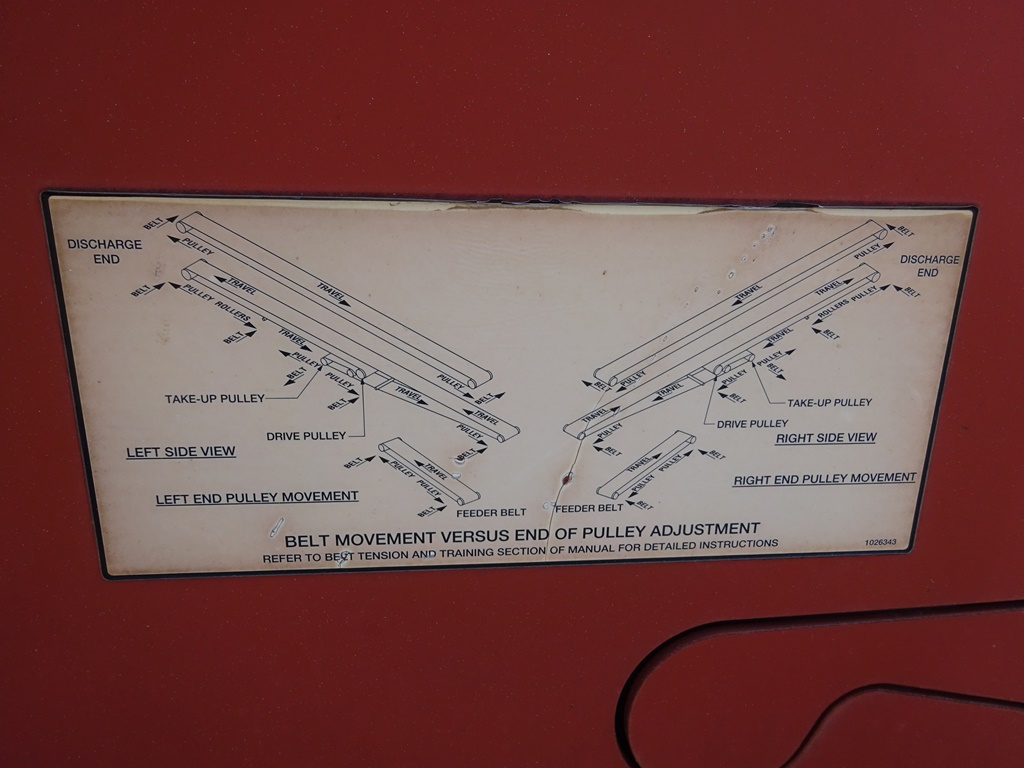 BELT
PULLEY
DISCHARGE
END
TRAVEL
TRAVEL
BELT
PULLEY
ROLLERS
BELT
TRAVEL
PULLEY
BELT
PULLEY
BELT
TRAVEL
PULLEY
BELT
TRAVEL
PULLEY
BELT
TAKE-UP PULLEY
DRIVE PULLEY
LEFT SIDE VIEW
LEFT END PULLEY MOVEMENT
BELT
TRAVEL
PULLEY
PULLEY
BELT
FEEDER BELT
BELT
PULLEY
DISCHARGE
END
TRAVEL
TRAVEL
PULLEY
BELT
ROLLERS
BELT
TRAVEL
PULLEY
BELT
PULLEY
BELT
TRAVEL
BELT
PULLEY
TRAVEL
PULLEY
BELT
TAKE-UP PULLEY
DRIVE PULLEY
RIGHT SIDE VIEW
RIGHT END PULLEY MOVEMENT
TRAVEL
BELT
PULLEY
PULLEY
BELT
FEEDER BELT
BELT MOVEMENT VERSUS END OF PULLEY ADJUSTMENT
REFER TO BELT TENSION AND TRAINING SECTION OF MANUAL FOR DETAILED INSTRUCTIONS
1026343